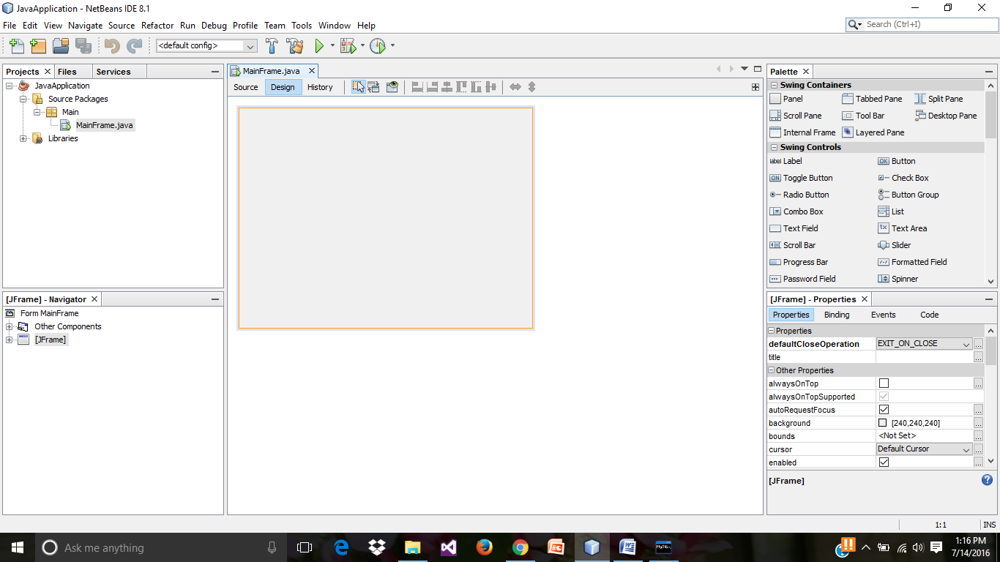 JavaApplication - NetBeans IDE 8.1
File Edit View Navigate Source Refactor Run Debug Profile Team Tools Window Help
Search (Ctrl+I)
<default config>
Projects Files Services
JavaApplication
Source Packages
Main
MainFrame.java
Libraries
[JFrame] - Navigator
Form MainFrame
Other Components
[JFrame]
MainFrame.java
Source Design History
Palette
Swing Containers
Panel Tabbed Pane Split Pane
Scroll Pane Tool Bar Desktop Pane
Internal Frame Layered Pane
Swing Controls
label Label OK Button
ON Toggle Button Check Box
Radio Button Button Group
Combo Box List
Text Field tx Text Area
Scroll Bar Slider
Progress Bar Formatted Field
Password Field Spinner
[JFrame] - Properties
Properties Binding Events Code
Properties
defaultCloseOperation EXIT_ON_CLOSE ...
title ...
Other Properties
alwaysOnTop ...
alwaysOnTopSupported
autoRequestFocus ...
background [240,240,240] ...
bounds <Not Set> ...
cursor Default Cursor ...
enabled ...
[JFrame]
1:1 INS
Ask me anything
MySQL
1:16 PM
7/14/2016